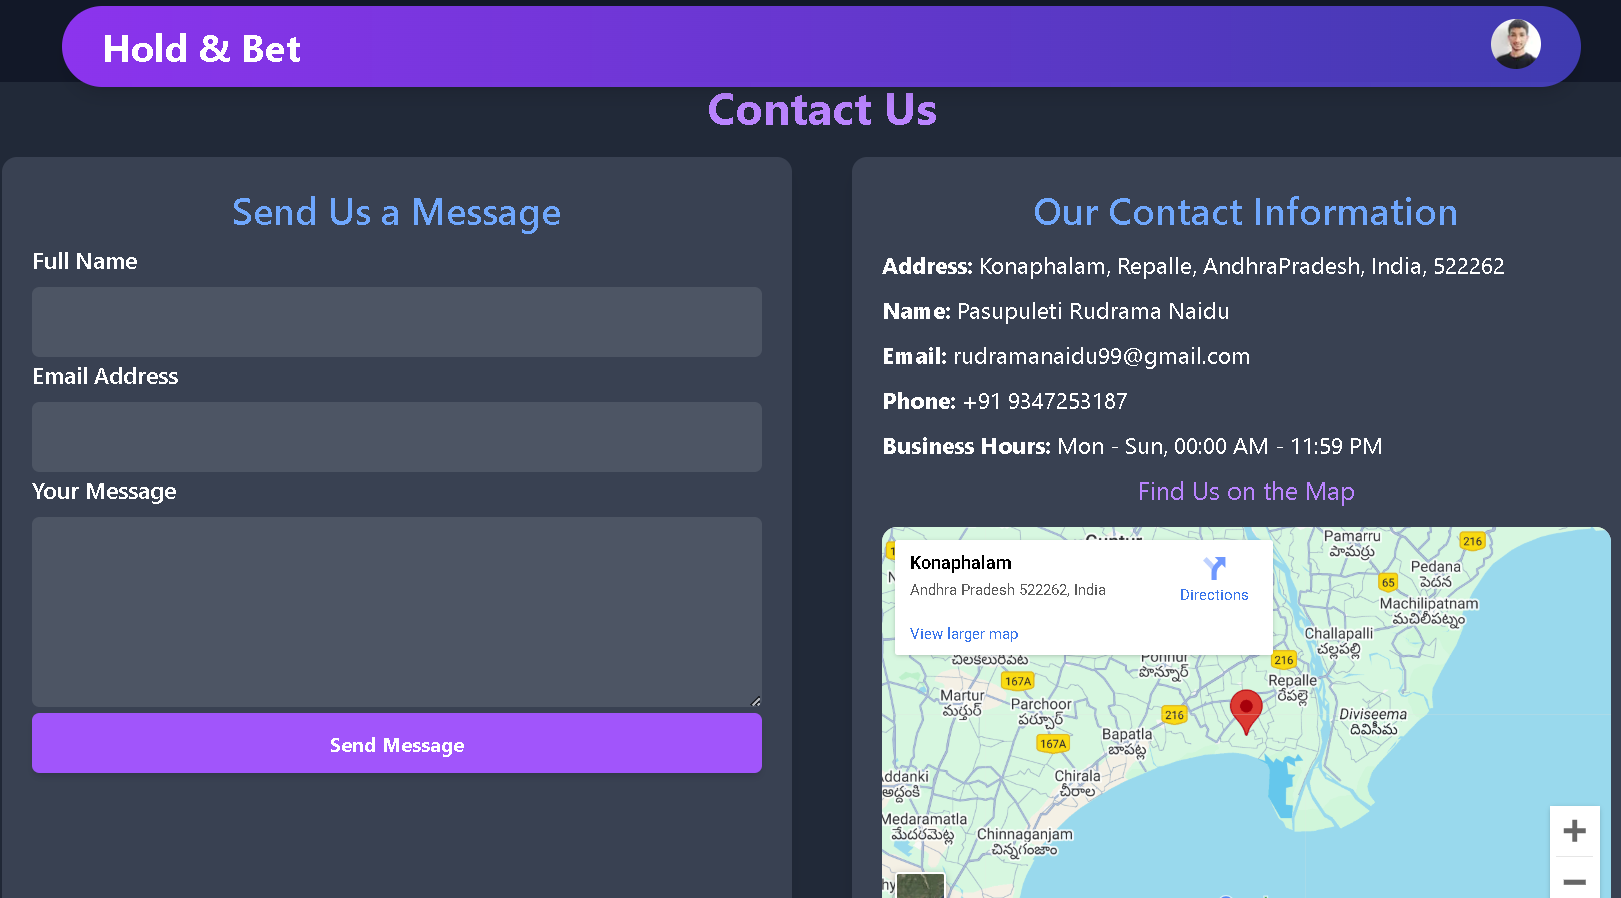 Hold & Bet
Contact Us
Send Us a Message
Full Name
Email Address
Your Message
Send Message
Our Contact Information
Address: Konaphalam, Repalle, AndhraPradesh, India, 522262
Name: Pasupuleti Rudrama Naidu
Email: rudramanaidu99@gmail.com
Phone: +91 9347253187
Business Hours: Mon - Sun, 00:00 AM - 11:59 PM
Find Us on the Map
Konaphalam
Andhra Pradesh 522262, India
Directions
View larger map
Pamarru
పామర్రు
216
65
Pedana
పెదన
Machilipatnam
మచిలీపట్నం
Challapalli
చల్లపల్లి
216
పొన్నూర్
Repalle
రేపల్లె
167A
Martur
మర్టూర్
Parchoor
పర్చూర్
216
Diviseema
దివిసీమ
167A
Bapatla
బాపట్ల
Chirala
చీరాల
అద్దంకి
Medaramatla
మేదరమెట్ల
Chinnaganjam
చిన్నగంజాం
+
−